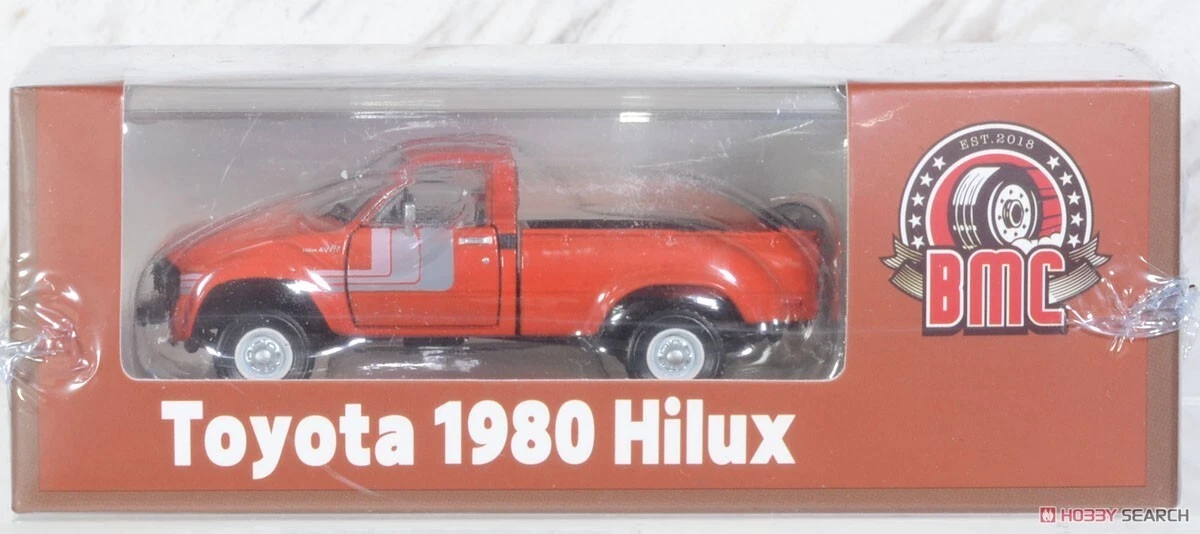 EST.2018
BMC
Toyota 1980 Hilux
HOBBY SEARCH